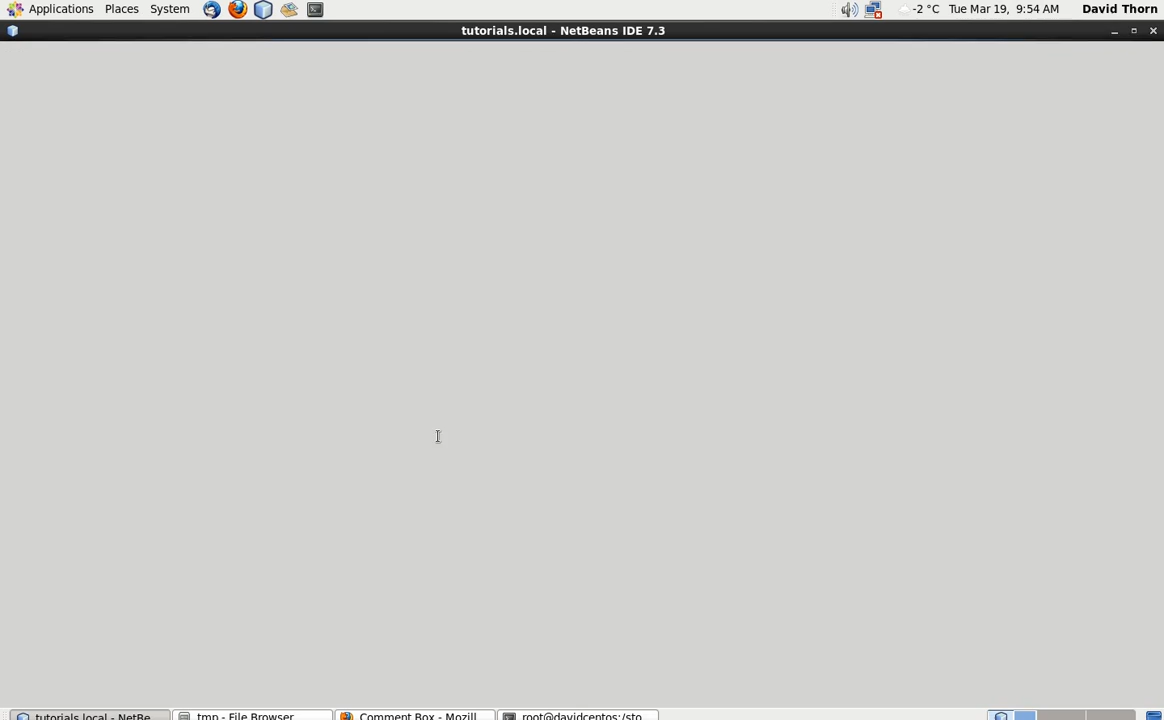 Applications Places System -2 °C Tue Mar 19, 9:54 AM David Thorn
tutorials.local - NetBeans IDE 7.3
tutorials.local - NetBe... tmp - File Browser Comment Box - Mozill... root@davidcentos:/sto...